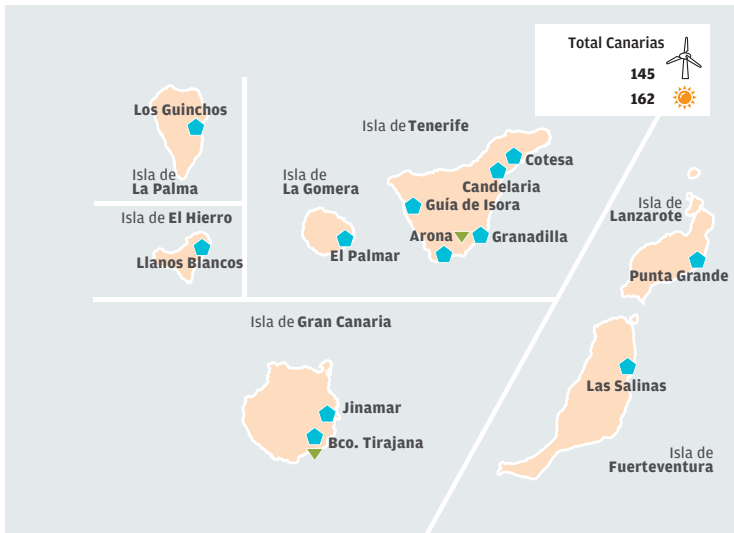 Total Canarias
145
162
Los Guinchos
Isla de
La Palma
Isla de El Hierro
Llanos Blancos
Isla de Tenerife
Isla de
La Gomera
El Palmar
Cotesa
Candelaria
Guía de Isora
Arona
Granadilla
Isla de
Lanzarote
Punta Grande
Isla de Gran Canaria
Jinamar
Bco. Tirajana
Las Salinas
Isla de
Fuerteventura